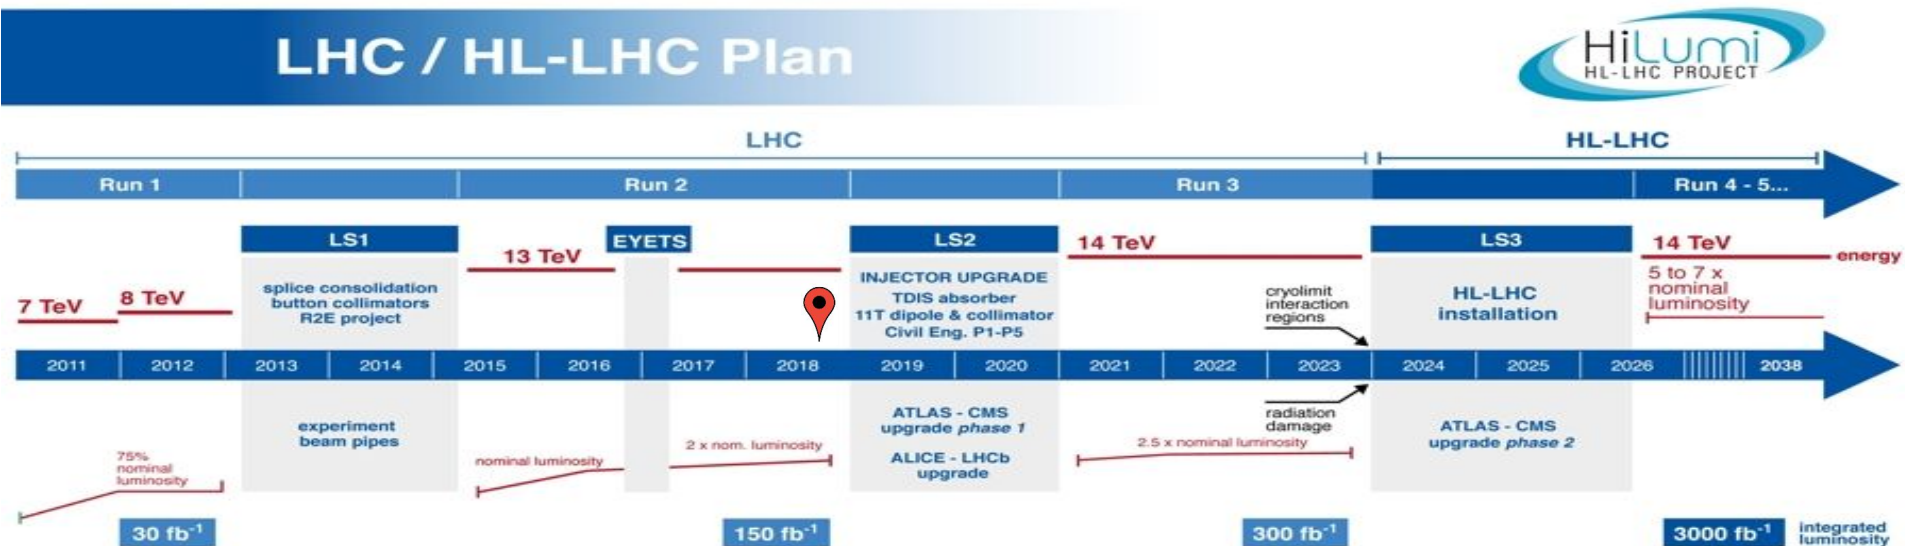 LHC / HL-LHC Plan
HiLumi
HL-LHC PROJECT
LHC
HL-LHC
Run 1
Run 2
Run 3
Run 4 - 5...
LS1
EYETS
LS2
LS3
7 TeV
8 TeV
13 TeV
14 TeV
14 TeV
energy
splice consolidation
button collimators
R2E project
INJECTOR UPGRADE
TDIS absorber
11T dipole & collimator
Civil Eng. P1-P5
cryolimit
interaction
regions
HL-LHC
installation
5 to 7 x
nominal
luminosity
2011
2012
2013
2014
2015
2016
2017
2018
2019
2020
2021
2022
2023
2024
2025
2026
2038
75%
nominal
luminosity
experiment
beam pipes
nominal luminosity
2 x nom. luminosity
ATLAS - CMS
upgrade phase 1
ALICE - LHCb
upgrade
2.5 x nominal luminosity
radiation
damage
ATLAS - CMS
upgrade phase 2
30 fb⁻¹
150 fb⁻¹
300 fb⁻¹
3000 fb⁻¹
integrated
luminosity